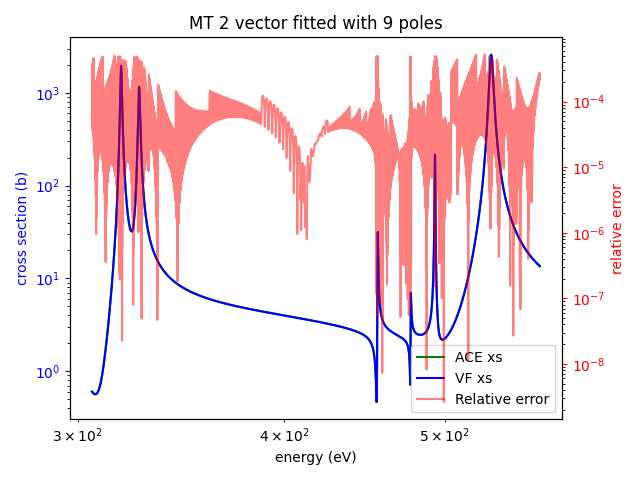 MT 2 vector fitted with 9 poles
cross section (b)
10³
10²
10¹
10⁰
10⁻⁴
10⁻⁵
10⁻⁶
10⁻⁷
10⁻⁸
relative error
ACE xs
VF xs
Relative error
3 × 10²
4 × 10²
5 × 10²
energy (eV)